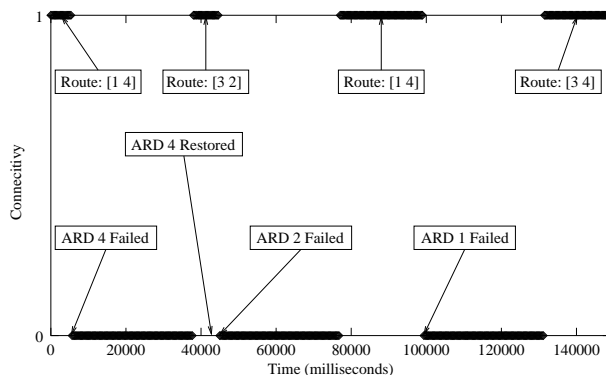 1
Route: [1 4]
Route: [3 2]
Route: [1 4]
Route: [3 4]
ARD 4 Restored
Connecitivy
ARD 4 Failed
ARD 2 Failed
ARD 1 Failed
0
0
20000
40000
60000
80000
100000
120000
140000
Time (milliseconds)